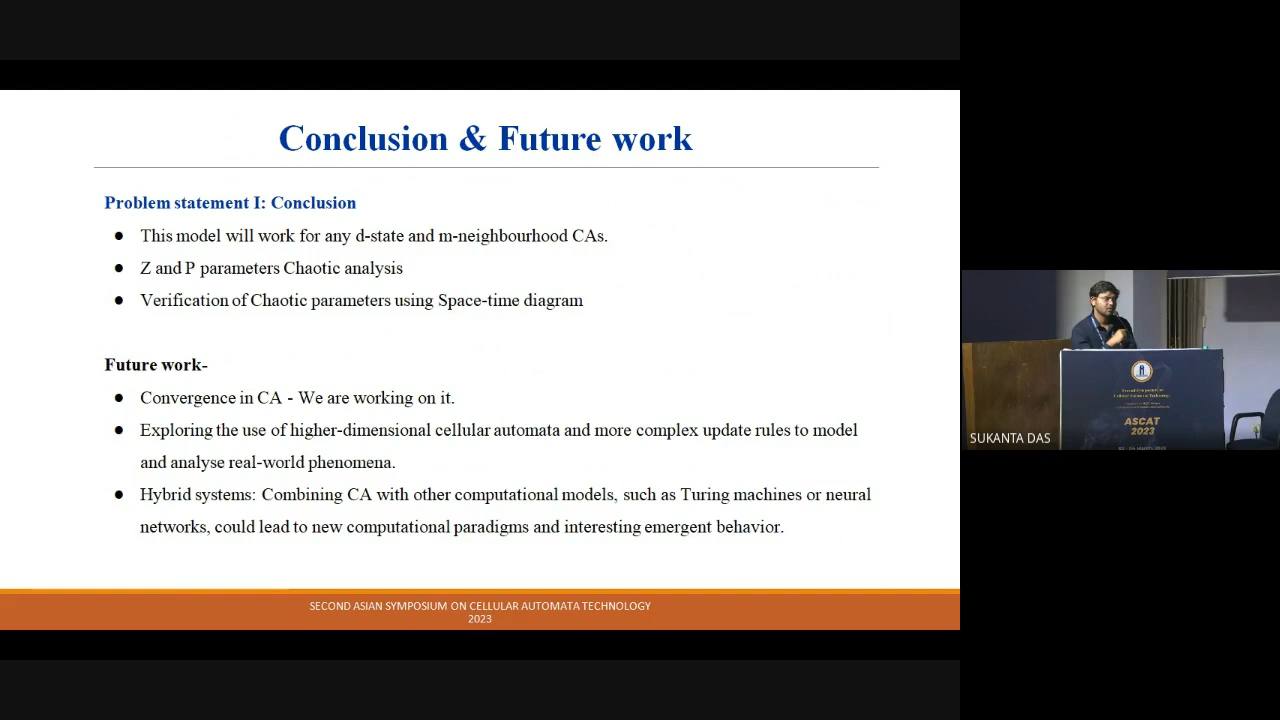 Conclusion & Future work
Problem statement I: Conclusion
● This model will work for any d-state and m-neighbourhood CAs.
● Z and P parameters Chaotic analysis
● Verification of Chaotic parameters using Space-time diagram
Future work-
● Convergence in CA - We are working on it.
● Exploring the use of higher-dimensional cellular automata and more complex update rules to model
and analyse real-world phenomena.
● Hybrid systems: Combining CA with other computational models, such as Turing machines or neural
networks, could lead to new computational paradigms and interesting emergent behavior.
SECOND ASIAN SYMPOSIUM ON CELLULAR AUTOMATA TECHNOLOGY
2023
ASCAT
2023
SUKANTA DAS